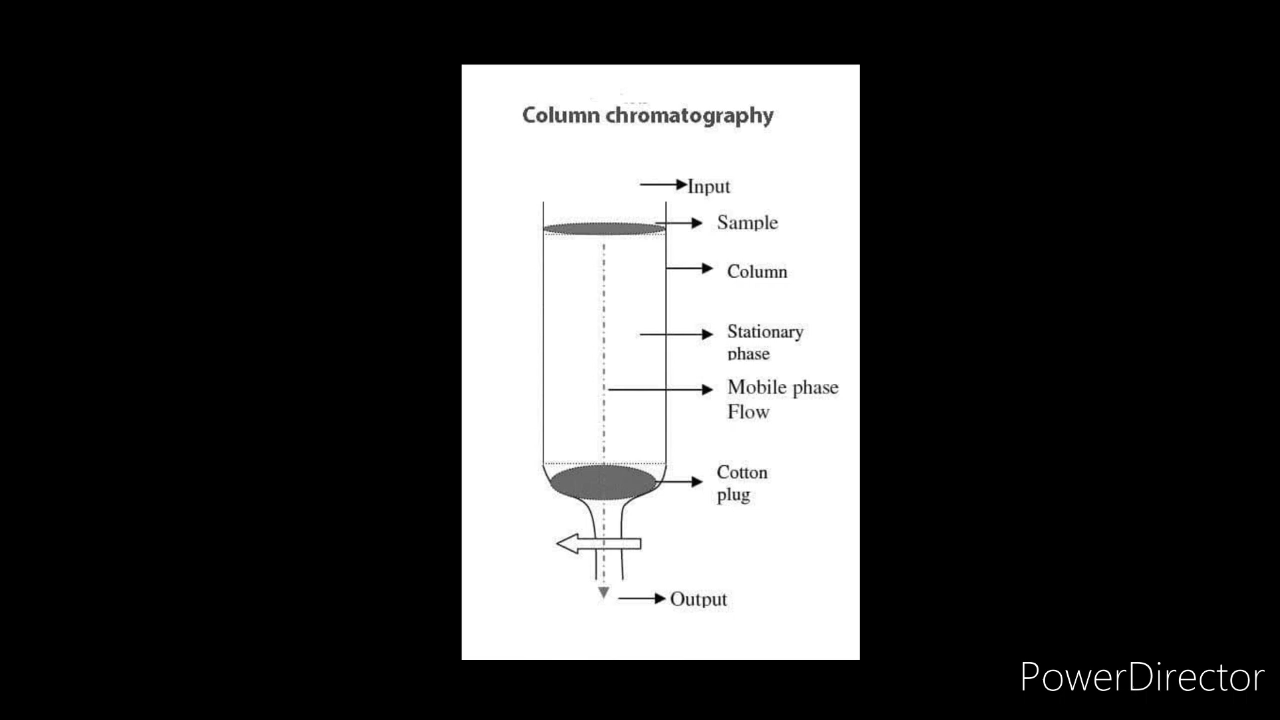 Column chromatography
Input
Sample
Column
Stationary
phase
Mobile phase
Flow
Cotton
plug
Output
PowerDirector